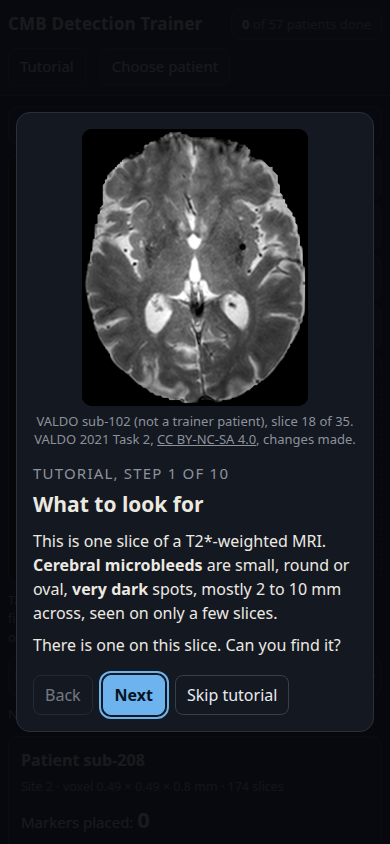 CMB Detection Trainer
0 of 57 patients done
Tutorial
Choose patient
VALDO sub-102 (not a trainer patient), slice 18 of 35.
VALDO 2021 Task 2, CC BY-NC-SA 4.0, changes made.
TUTORIAL, STEP 1 OF 10
What to look for
This is one slice of a T2*-weighted MRI.
Cerebral microbleeds are small, round or
oval, very dark spots, mostly 2 to 10 mm
across, seen on only a few slices.
There is one on this slice. Can you find it?
Back
Next
Skip tutorial
Patient sub-208
Site 2 · voxel 0.49 × 0.49 × 0.8 mm · 174 slices
Markers placed: 0